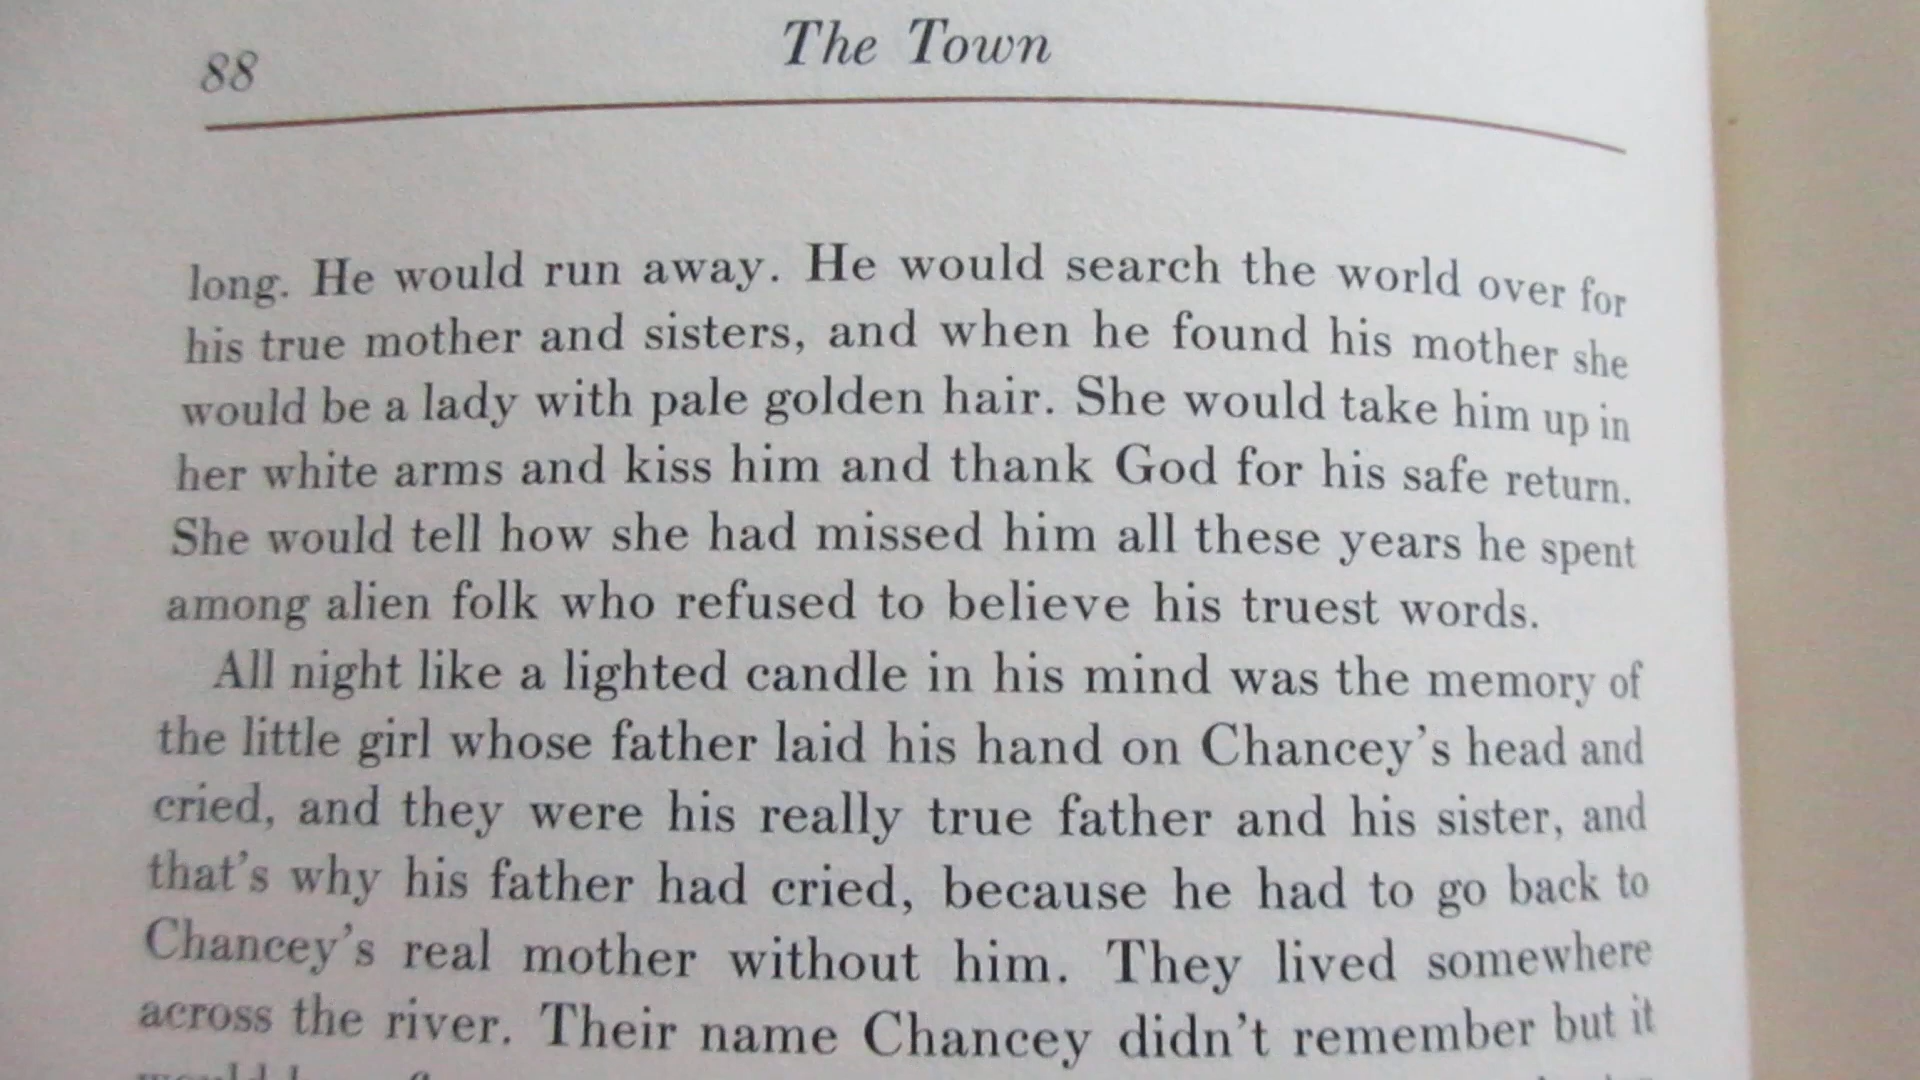 88
The Town
long. He would run away. He would search the world over for
his true mother and sisters, and when he found his mother she
would be a lady with pale golden hair. She would take him up in
her white arms and kiss him and thank God for his safe return.
She would tell how she had missed him all these years he spent
among alien folk who refused to believe his truest words.
All night like a lighted candle in his mind was the memory of
the little girl whose father laid his hand on Chancey's head and
cried, and they were his really true father and his sister, and
that's why his father had cried, because he had to go back to
Chancey's real mother without him. They lived somewhere
across the river. Their name Chancey didn't remember but it